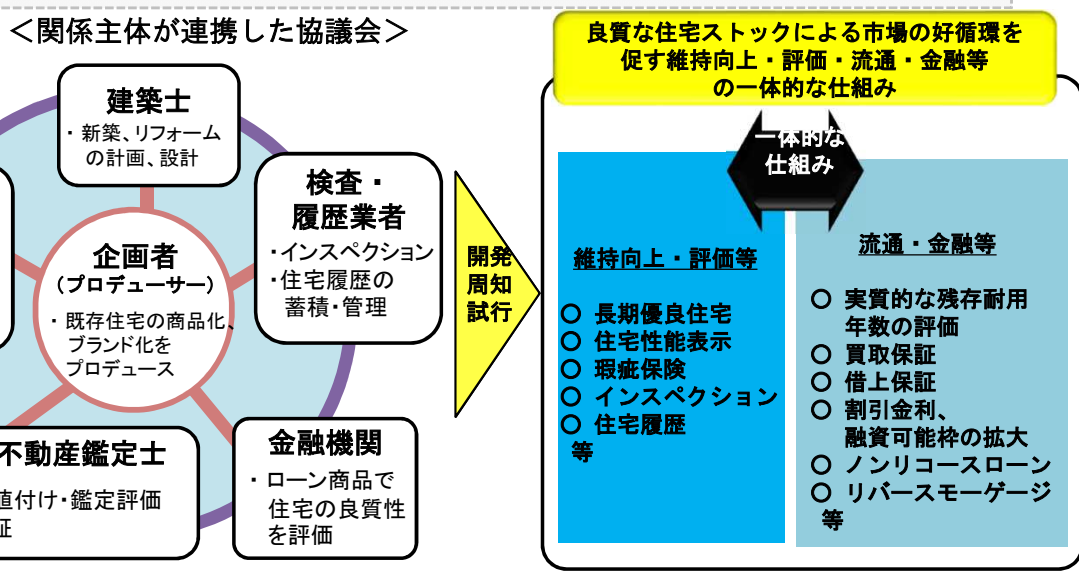 ＜関係主体が連携した協議会＞
建築士
・新築、リフォーム
の計画、設計
検査・
履歴業者
・インスペクション
・住宅履歴の
蓄積・管理
企画者
（プロデューサー）
・既存住宅の商品化、
ブランド化を
プロデュース
不動産鑑定士
値付け・鑑定評価
証
金融機関
・ローン商品で
住宅の良質性
を評価
開発
周知
試行
良質な住宅ストックによる市場の好循環を
促す維持向上・評価・流通・金融等
の一体的な仕組み
一体的な
仕組み
維持向上・評価等
○ 長期優良住宅
○ 住宅性能表示
○ 瑕疵保険
○ インスペクション
○ 住宅履歴
等
流通・金融等
○ 実質的な残存耐用
年数の評価
○ 買取保証
○ 借上保証
○ 割引金利、
融資可能枠の拡大
○ ノンリコースローン
○ リバースモーゲージ
等